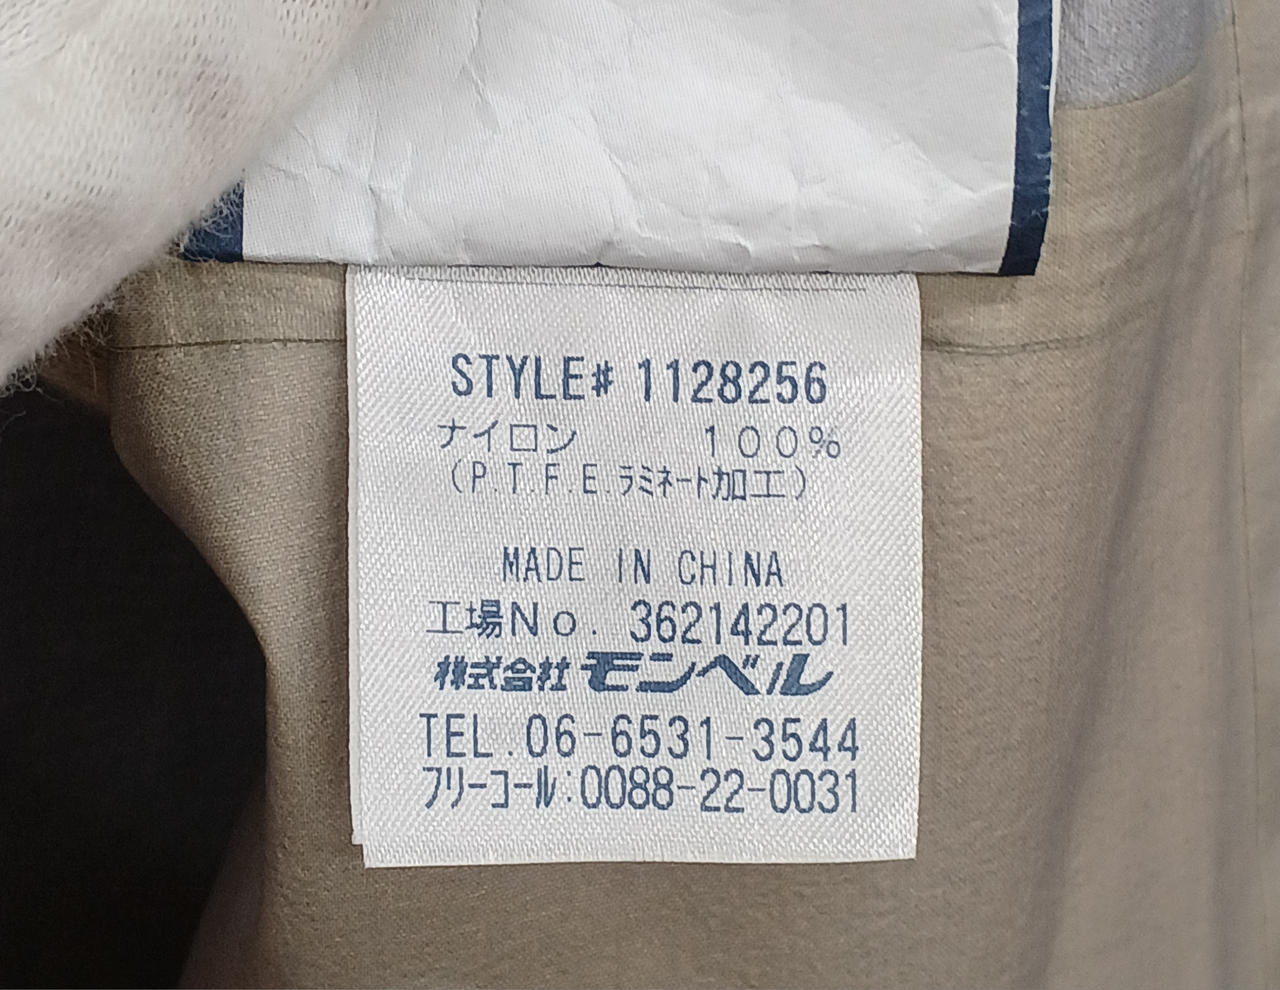 STYLE# 1128256
ナイロン 100%
(P.T.F.E.ラミネート加工)
MADE IN CHINA
工場No. 362142201
株式会社モンベル
TEL.06-6531-3544
フリーコール:0088-22-0031